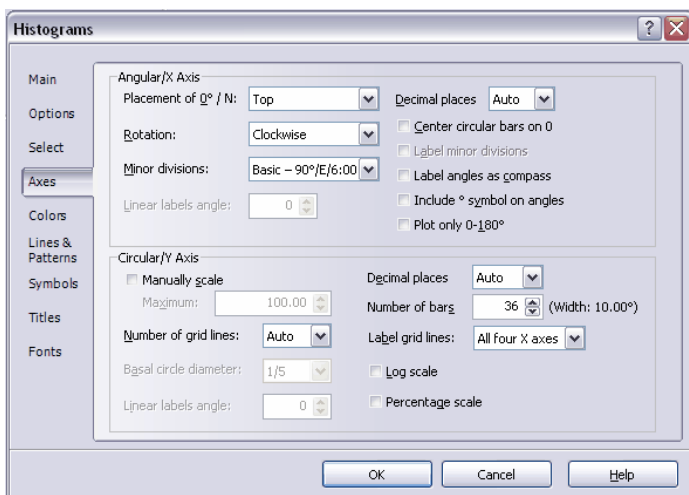 Histograms
Main
Options
Select
Axes
Colors
Lines &
Patterns
Symbols
Titles
Fonts
Angular/X Axis
Placement of 0° / N: Top
Rotation: Clockwise
Minor divisions: Basic – 90°/E/6:00
Linear labels angle: 0
Decimal places Auto
Center circular bars on 0
Label minor divisions
Label angles as compass
Include ° symbol on angles
Plot only 0-180°
Circular/Y Axis
Manually scale
Maximum: 100.00
Number of grid lines: Auto
Basal circle diameter: 1/5
Linear labels angle: 0
Decimal places Auto
Number of bars 36 (Width: 10.00°)
Label grid lines: All four X axes
Log scale
Percentage scale
OK Cancel Help